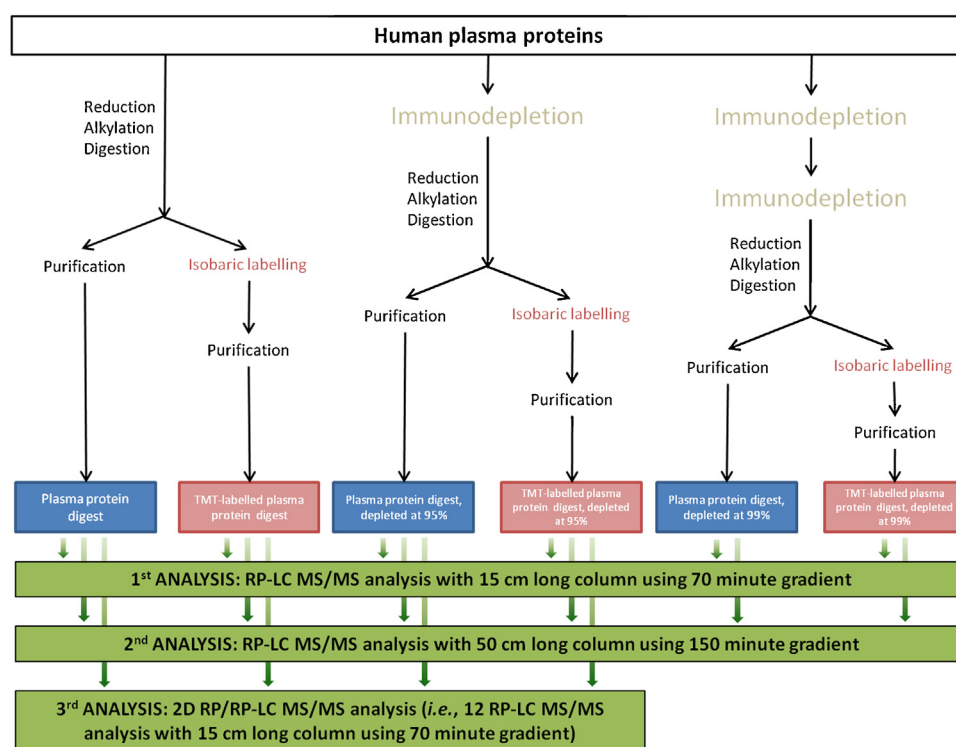 Human plasma proteins
Reduction
Alkylation
Digestion
Purification
Isobaric labelling
Purification
Immunodepletion
Reduction
Alkylation
Digestion
Purification
Isobaric labelling
Purification
Immunodepletion
Immunodepletion
Reduction
Alkylation
Digestion
Purification
Isobaric labelling
Purification
Plasma protein
digest
TMT-labelled plasma
protein digest
Plasma protein digest,
depleted at 95%
TMT-labelled plasma
protein digest, depleted
at 95%
Plasma protein digest,
depleted at 99%
TMT-labelled plasma
protein digest, depleted
at 99%
1st ANALYSIS: RP-LC MS/MS analysis with 15 cm long column using 70 minute gradient
2nd ANALYSIS: RP-LC MS/MS analysis with 50 cm long column using 150 minute gradient
3rd ANALYSIS: 2D RP/RP-LC MS/MS analysis (i.e., 12 RP-LC MS/MS
analysis with 15 cm long column using 70 minute gradient)